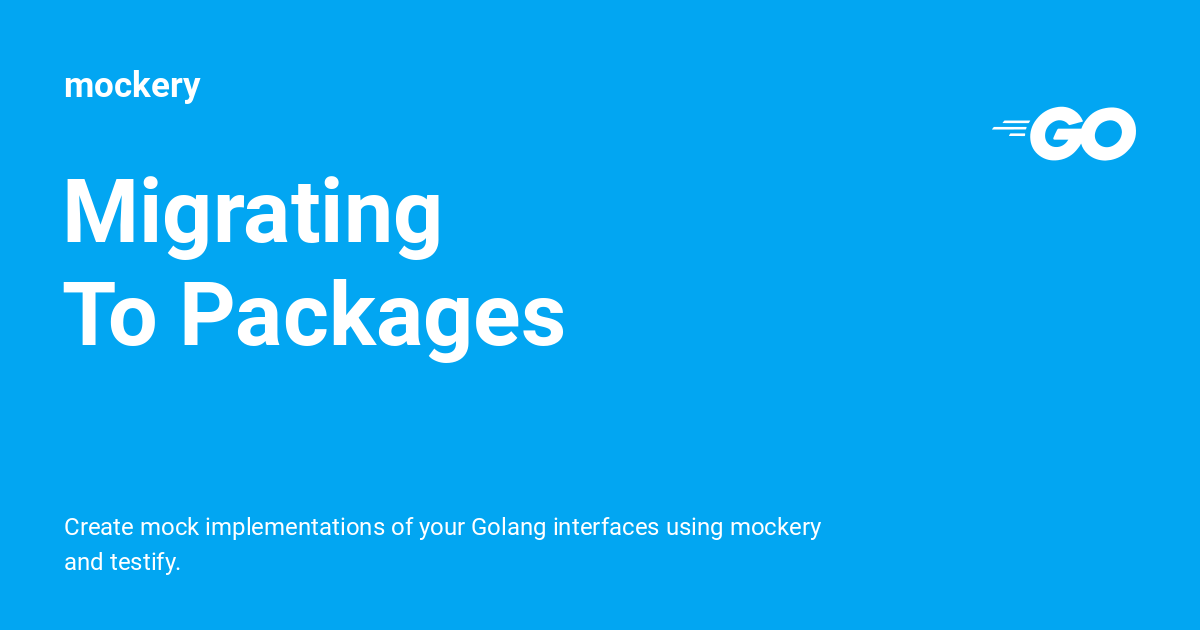 mockery
GO
Migrating
To Packages
Create mock implementations of your Golang interfaces using mockery
and testify.